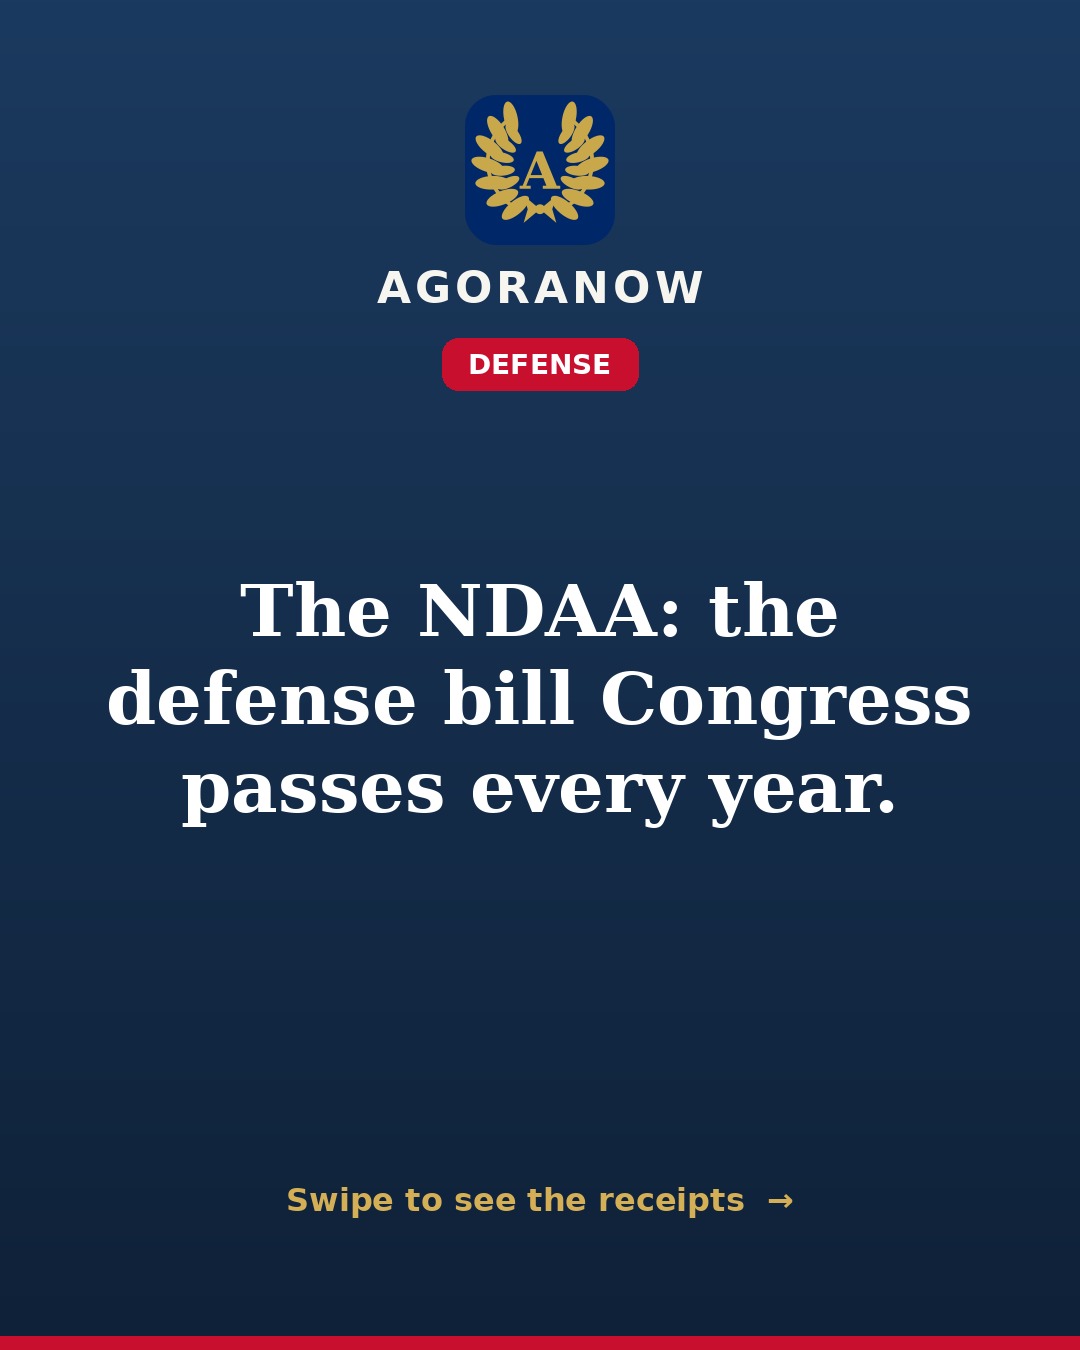 A
AGORANOW
DEFENSE
The NDAA: the
defense bill Congress
passes every year.
Swipe to see the receipts →